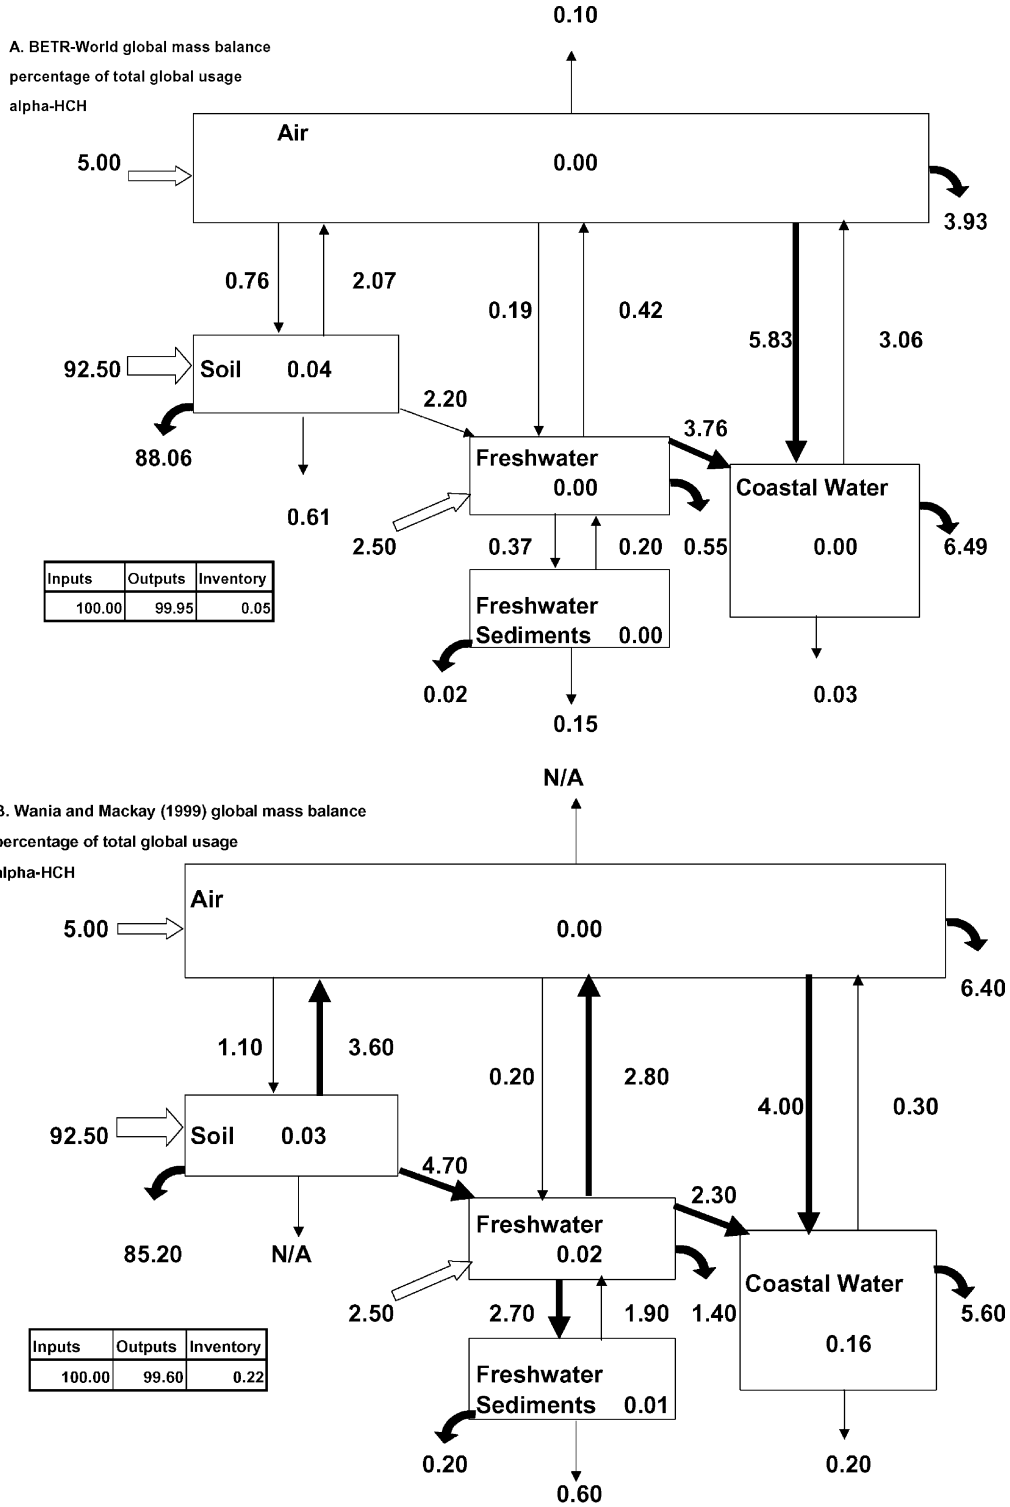 0.10
A. BETR-World global mass balance
percentage of total global usage
alpha-HCH
Air
5.00
0.00
3.93
0.76
2.07
0.19
0.42
5.83
3.06
92.50
Soil 0.04
2.20
3.76
88.06
Freshwater
0.00
Coastal Water
0.61
2.50
0.37
0.20
0.55
0.00
6.49
Inputs Outputs Inventory
100.00 99.95 0.05
Freshwater
Sediments 0.00
0.02
0.03
0.15
N/A
B. Wania and Mackay (1999) global mass balance
percentage of total global usage
alpha-HCH
Air
5.00
0.00
6.40
1.10
3.60
0.20
2.80
4.00
0.30
92.50
Soil 0.03
4.70
2.30
85.20
N/A
Freshwater
0.02
Coastal Water
2.50
2.70
1.90
1.40
0.16
5.60
Inputs Outputs Inventory
100.00 99.60 0.22
Freshwater
Sediments 0.01
0.20
0.20
0.60